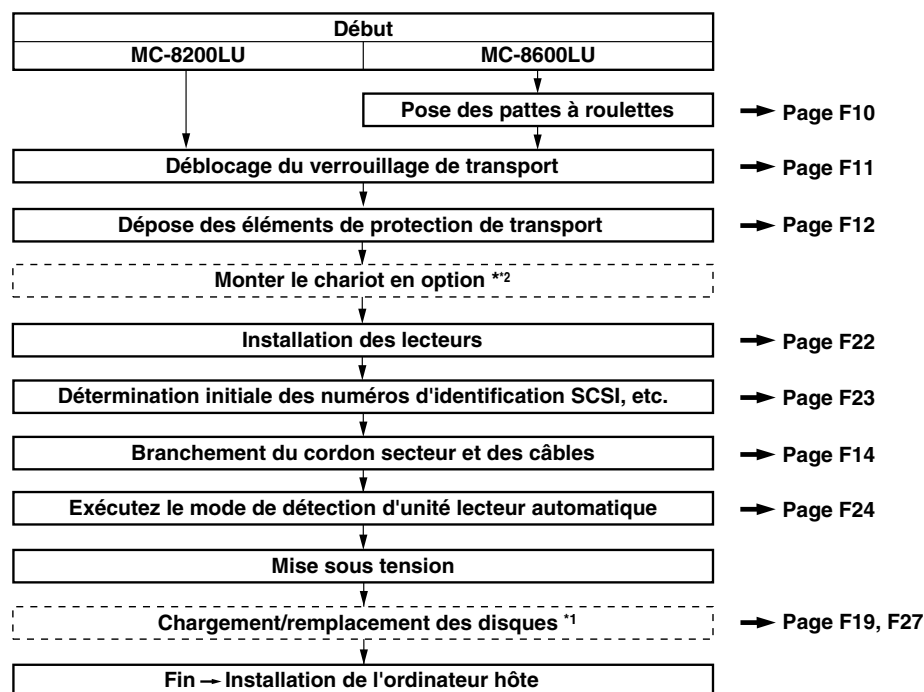 Début
MC-8200LU MC-8600LU
Pose des pattes à roulettes → Page F10
Déblocage du verrouillage de transport → Page F11
Dépose des éléments de protection de transport → Page F12
Monter le chariot en option **2
Installation des lecteurs → Page F22
Détermination initiale des numéros d'identification SCSI, etc. → Page F23
Branchement du cordon secteur et des câbles → Page F14
Exécutez le mode de détection d'unité lecteur automatique → Page F24
Mise sous tension
Chargement/remplacement des disques *1 → Page F19, F27
Fin → Installation de l'ordinateur hôte